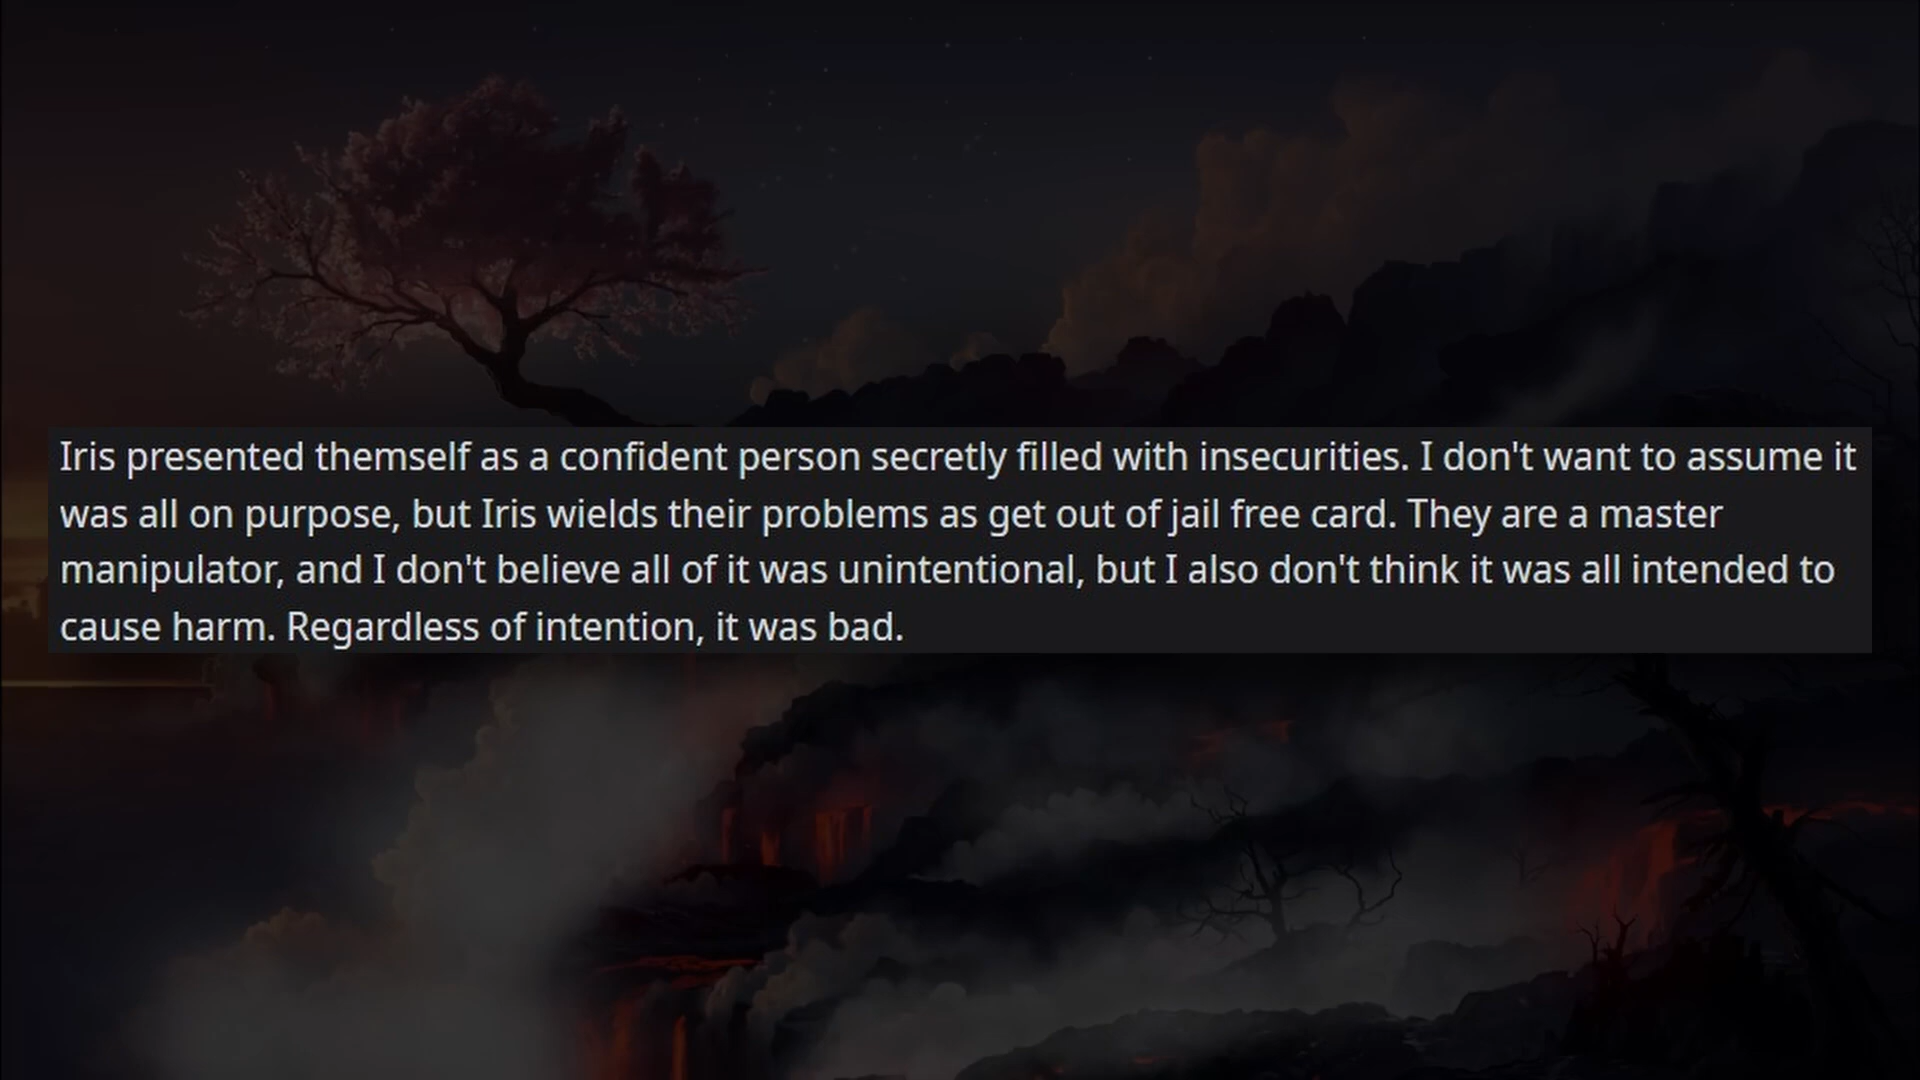 Iris presented themself as a confident person secretly filled with insecurities. I don't want to assume it
was all on purpose, but Iris wields their problems as get out of jail free card. They are a master
manipulator, and I don't believe all of it was unintentional, but I also don't think it was all intended to
cause harm. Regardless of intention, it was bad.